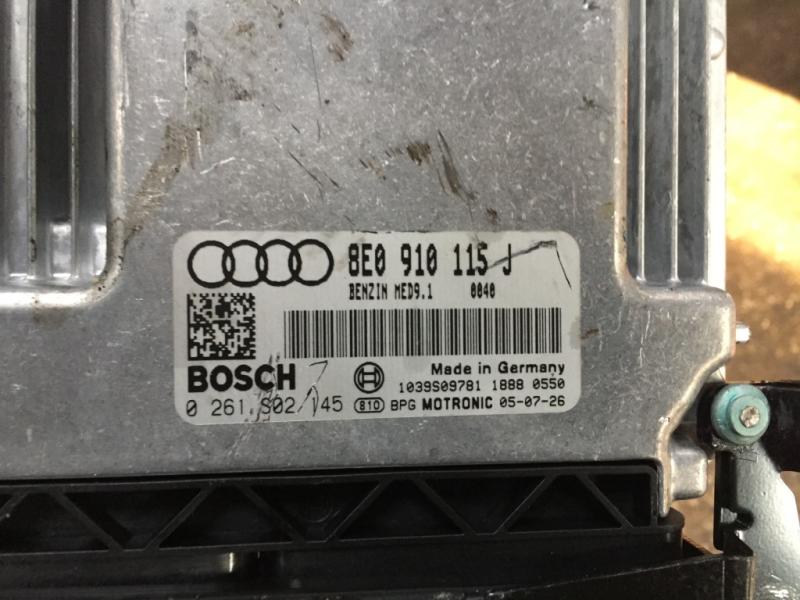 8E0 910 115 J
BENZIN MED9.1 0040
BOSCH
Made in Germany
1039S09781 1888 0550
0 261 S02 145 810 BPG MOTRONIC 05-07-26